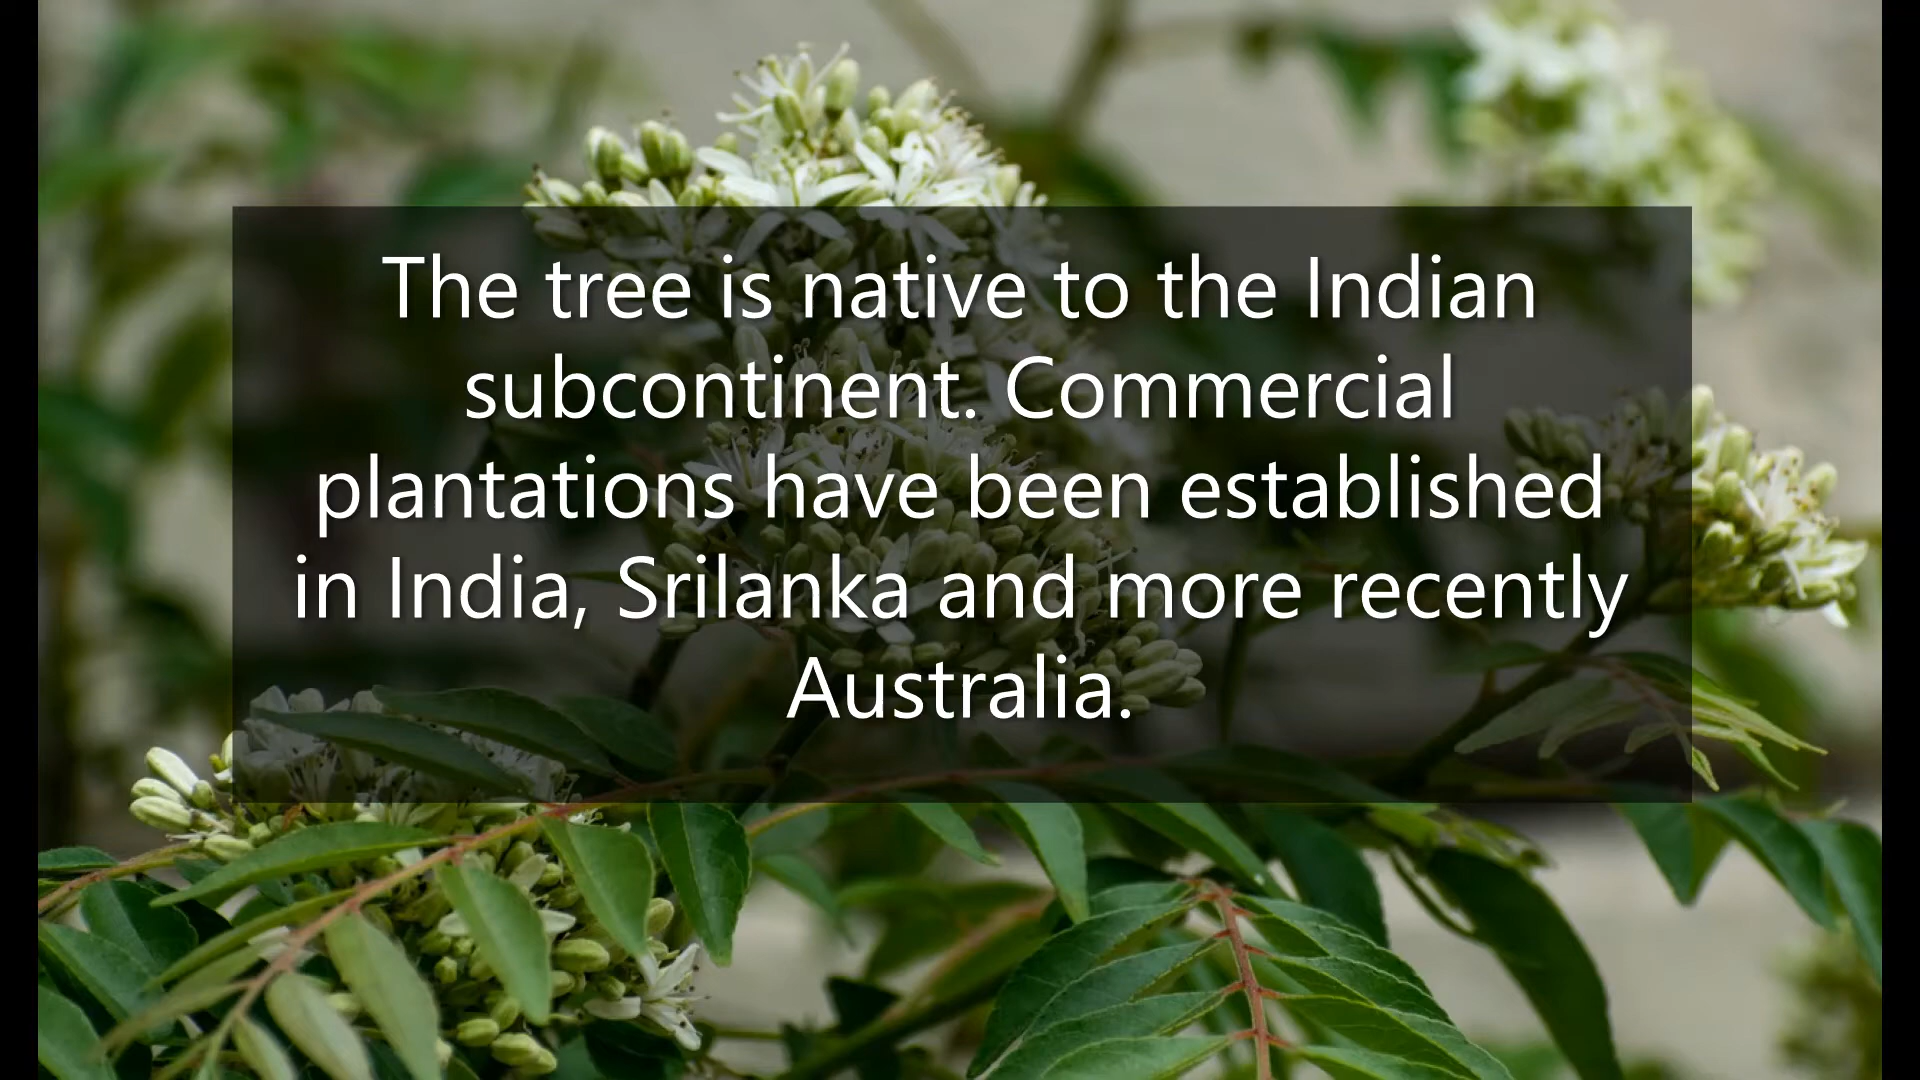 The tree is native to the Indian
subcontinent. Commercial
plantations have been established
in India, Srilanka and more recently
Australia.